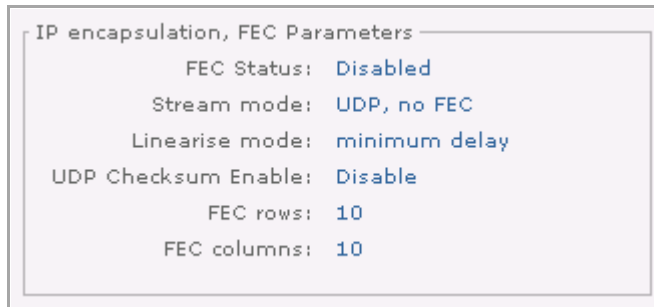 IP encapsulation, FEC Parameters
FEC Status: Disabled
Stream mode: UDP, no FEC
Linearise mode: minimum delay
UDP Checksum Enable: Disable
FEC rows: 10
FEC columns: 10